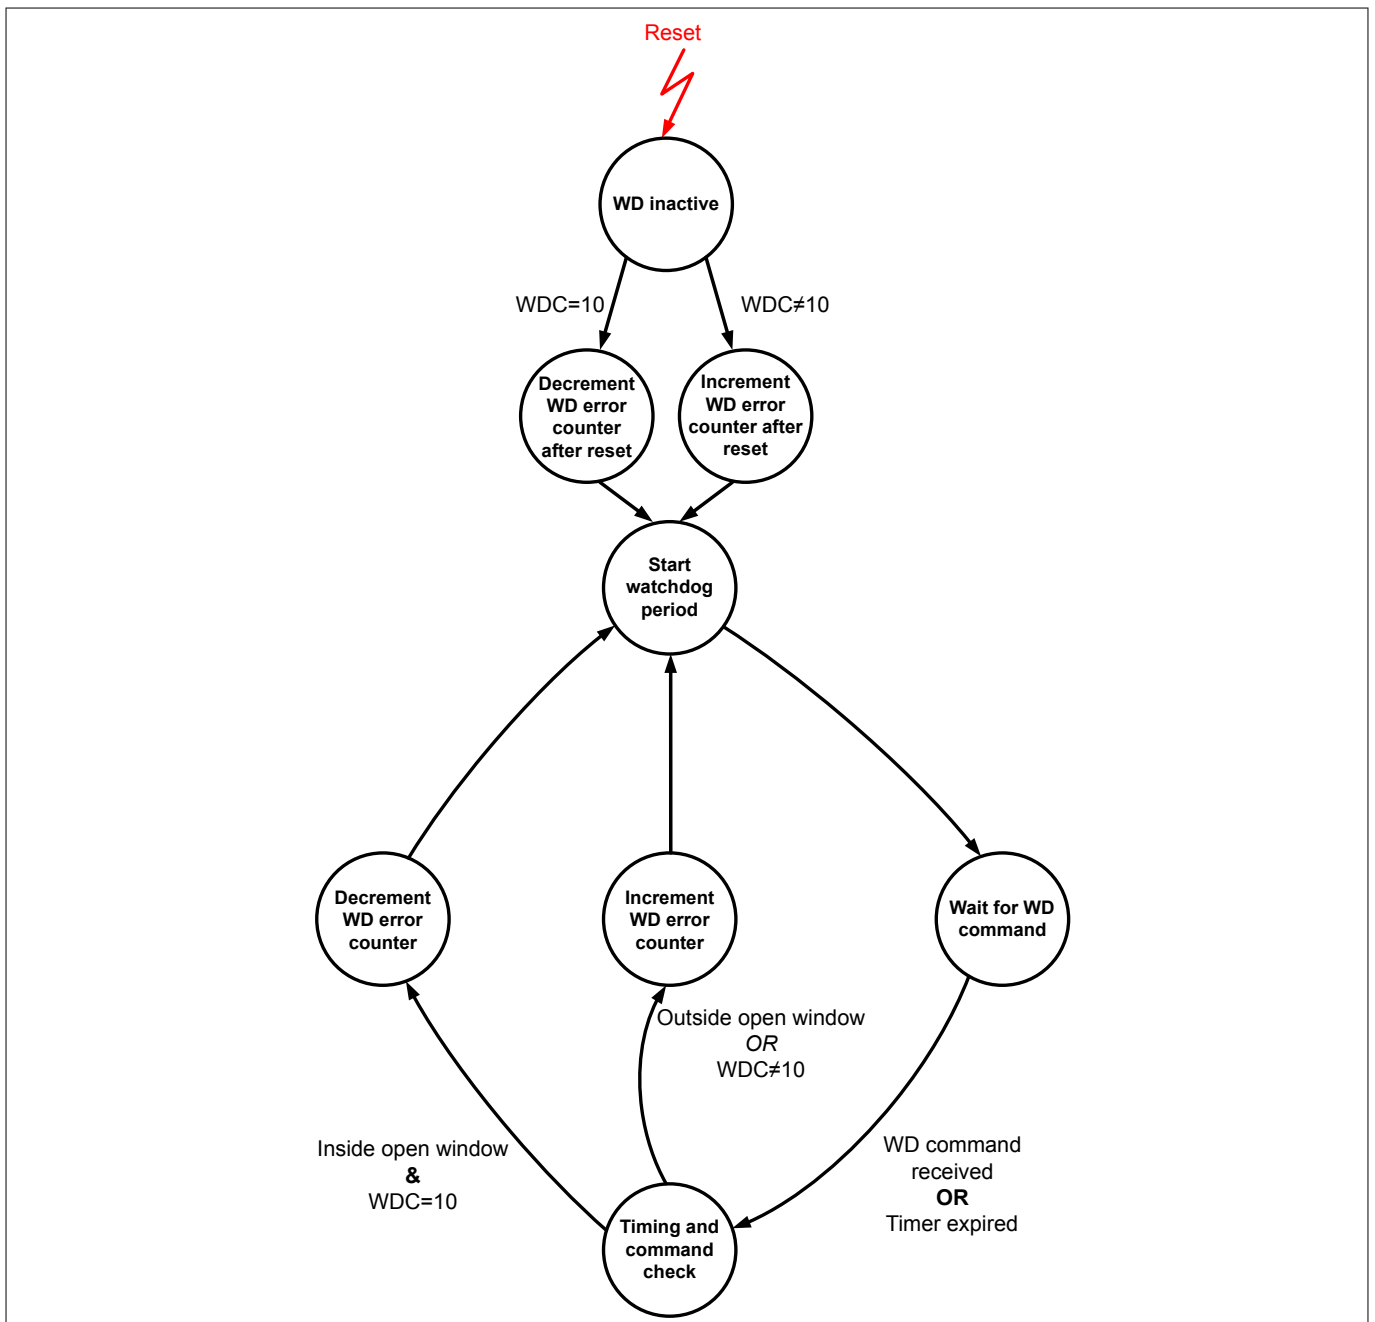 Reset
WD inactive
WDC=10
WDC≠10
Decrement
WD error
counter
after reset
Increment
WD error
counter after
reset
Start
watchdog
period
Decrement
WD error
counter
Increment
WD error
counter
Wait for WD
command
Outside open window
OR
WDC≠10
Inside open window
&
WDC=10
WD command
received
OR
Timer expired
Timing and
command
check